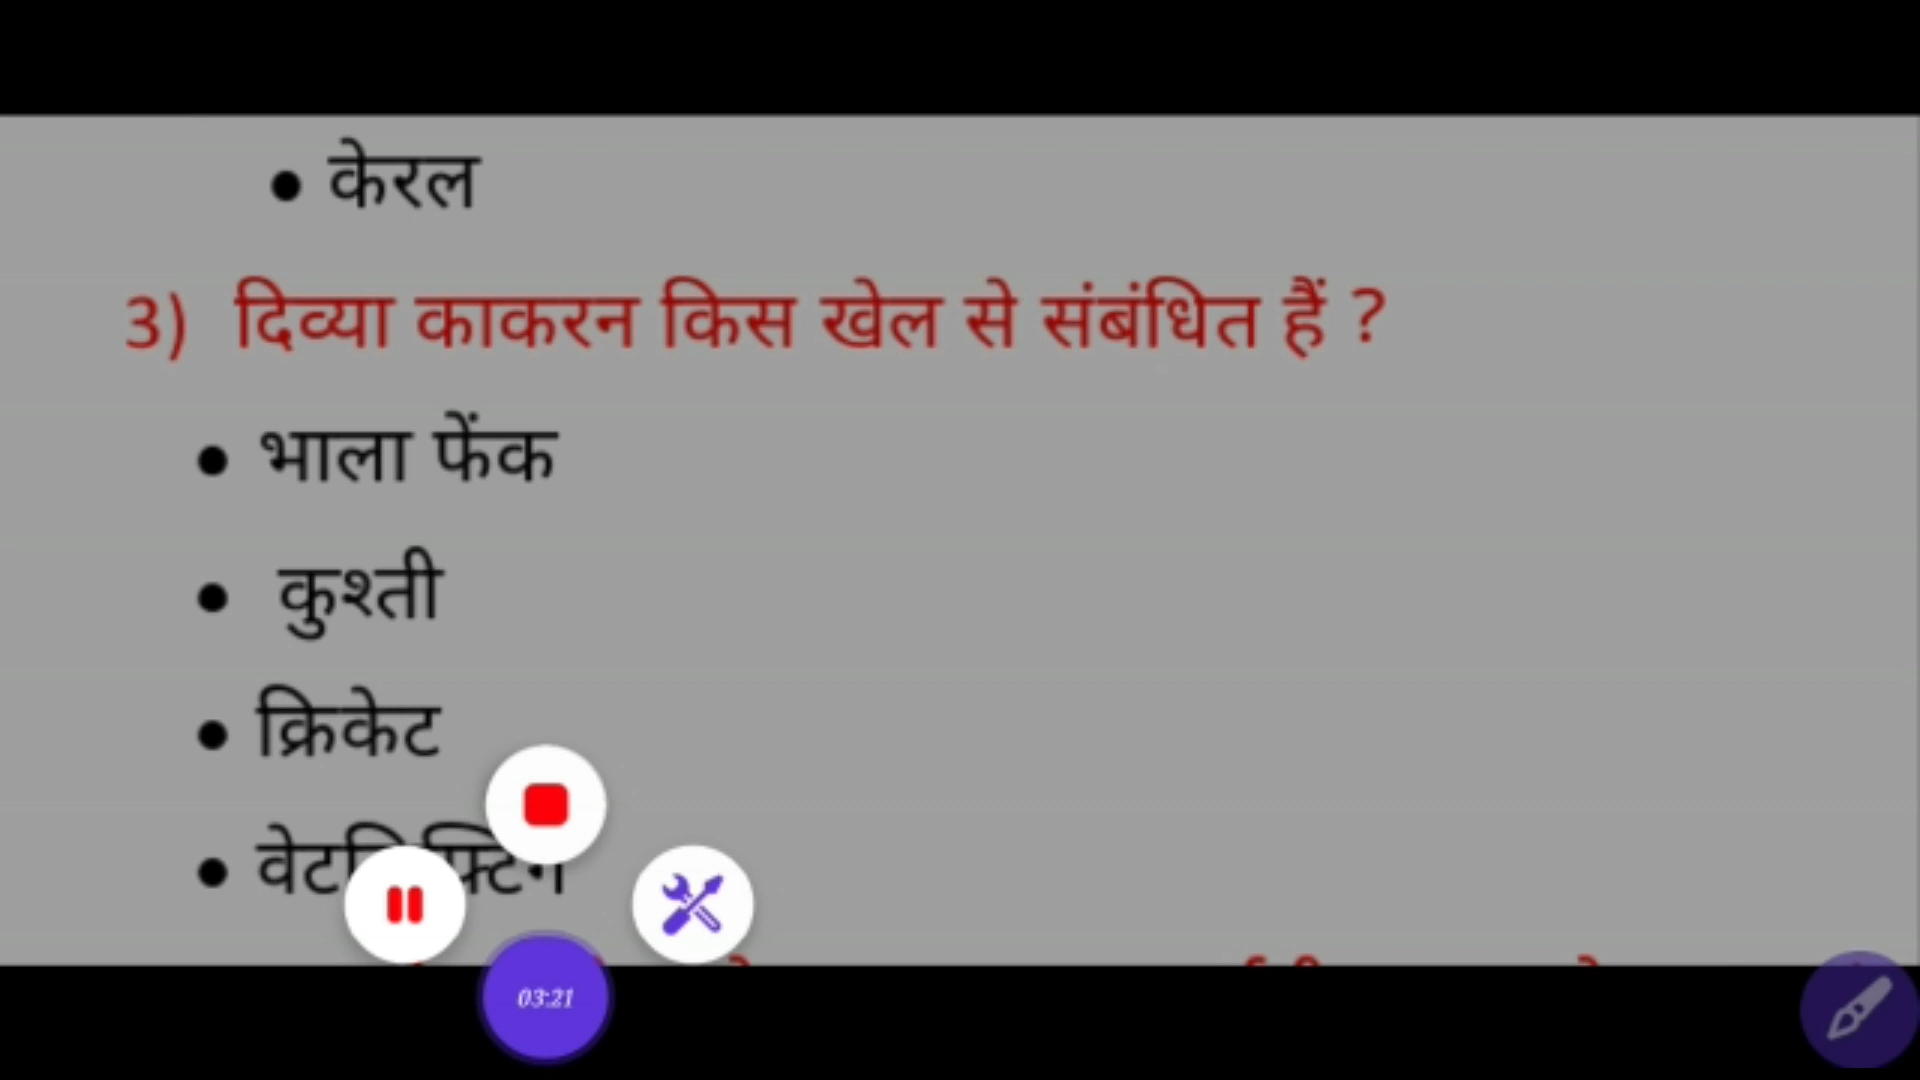 • केरल
3) दिव्या काकरन किस खेल से संबंधित हैं ?
• भाला फेंक
• कुश्ती
• क्रिकेट
•
03:21